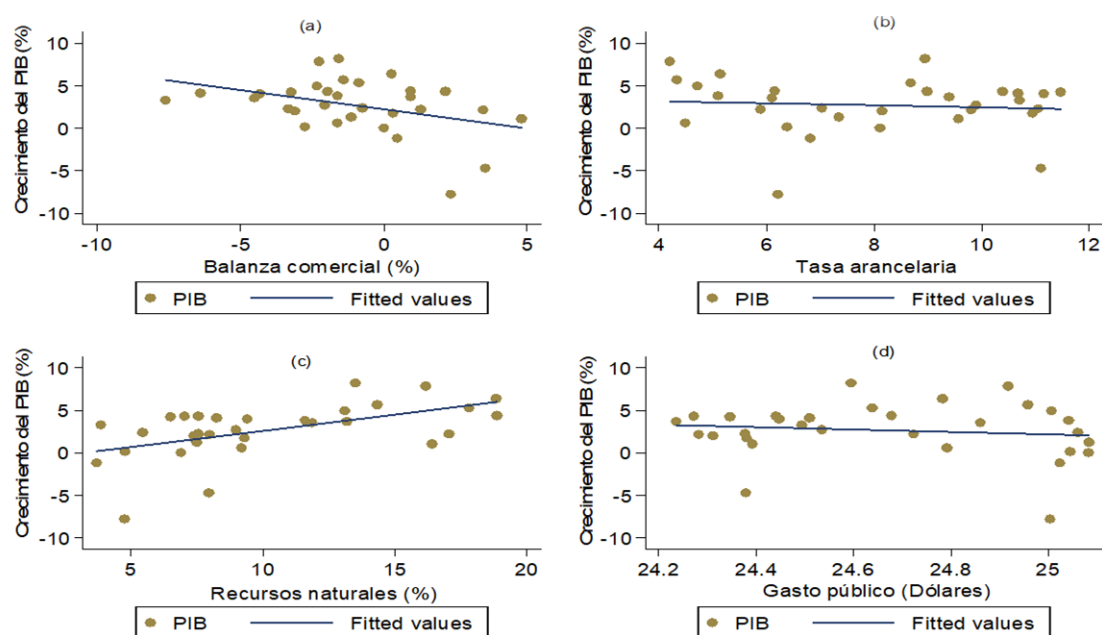 (a)
Crecimiento del PIB (%)
10
5
0
-5
-10
-10 -5 0 5
Balanza comercial (%)
PIB Fitted values
(b)
Crecimiento del PIB (%)
10
5
0
-5
-10
4 6 8 10 12
Tasa arancelaria
PIB Fitted values
(c)
Crecimiento del PIB (%)
10
5
0
-5
-10
5 10 15 20
Recursos naturales (%)
PIB Fitted values
(d)
Crecimiento del PIB (%)
10
5
0
-5
-10
24.2 24.4 24.6 24.8 25
Gasto público (Dólares)
PIB Fitted values